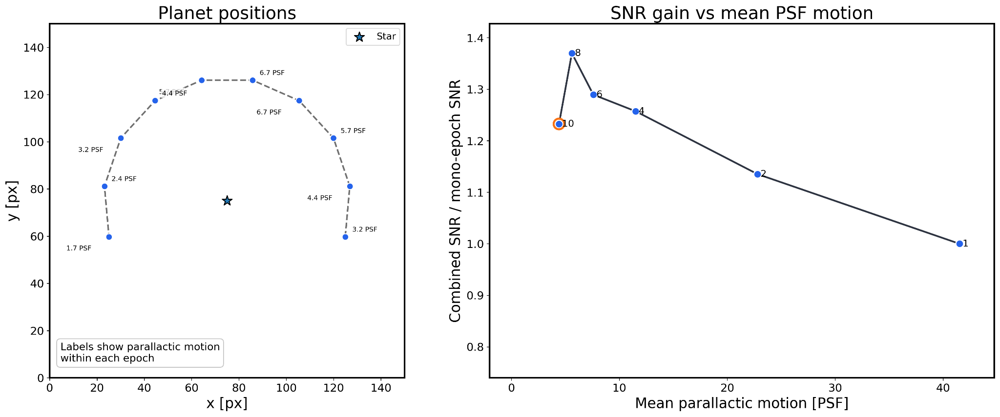 Planet positions
Star
6.7 PSF
4.4 PSF
6.7 PSF
5.7 PSF
3.2 PSF
2.4 PSF
4.4 PSF
3.2 PSF
1.7 PSF
Labels show parallactic motion
within each epoch
140
120
100
80
60
40
20
0
0 20 40 60 80 100 120 140
x [px]
y [px]
SNR gain vs mean PSF motion
1.4
1.3
1.2
1.1
1.0
0.9
0.8
8
6
4
10
2
1
0 10 20 30 40
Mean parallactic motion [PSF]
Combined SNR / mono-epoch SNR